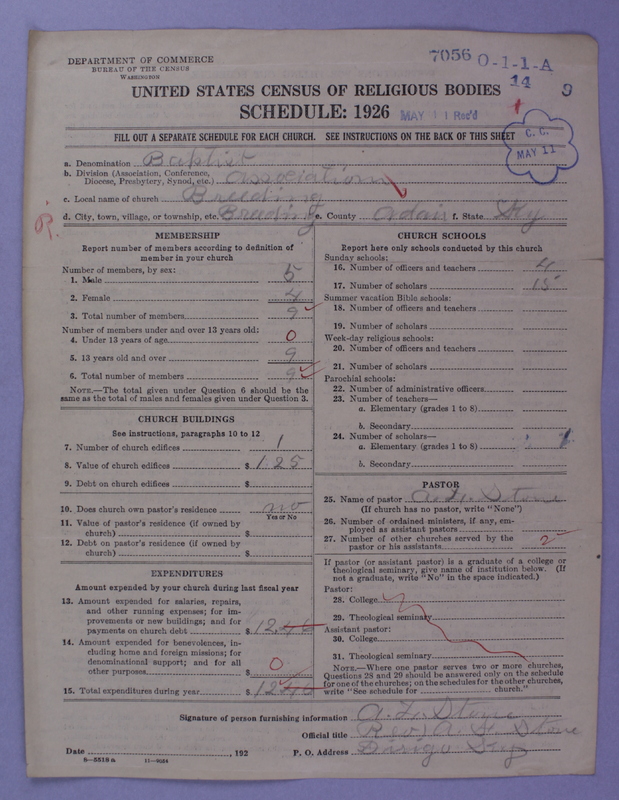 DEPARTMENT OF COMMERCE
BUREAU OF THE CENSUS
WASHINGTON
7056 O-1-1-A
14 9
UNITED STATES CENSUS OF RELIGIOUS BODIES
SCHEDULE: 1926 MAY 11 Rec'd
FILL OUT A SEPARATE SCHEDULE FOR EACH CHURCH. SEE INSTRUCTIONS ON THE BACK OF THIS SHEET
C. C.
MAY 11
a. Denomination Baptist
b. Division (Association, Conference,
Diocese, Presbytery, Synod, etc.) Association
c. Local name of church Breeding
d. City, town, village, or township, etc. Breeding e. County Adair f. State Ky
R.
MEMBERSHIP
Report number of members according to definition of
member in your church
Number of members, by sex:
1. Male 5
2. Female 4
3. Total number of members 9
Number of members under and over 13 years old:
4. Under 13 years of age 0
5. 13 years old and over 9
6. Total number of members 9
NOTE.—The total given under Question 6 should be the
same as the total of males and females given under Question 3.
CHURCH BUILDINGS
See instructions, paragraphs 10 to 12
7. Number of church edifices 1
8. Value of church edifices $ 125
9. Debt on church edifices $
10. Does church own pastor's residence no
Yes or No
11. Value of pastor's residence (if owned by
church) $
12. Debt on pastor's residence (if owned by
church) $
EXPENDITURES
Amount expended by your church during last fiscal year
13. Amount expended for salaries, repairs,
and other running expenses; for im-
provements or new buildings; and for
payments on church debt $ 12.46
14. Amount expended for benevolences, in-
cluding home and foreign missions; for
denominational support; and for all
other purposes $ 0
15. Total expenditures during year $ 12.46
CHURCH SCHOOLS
Report here only schools conducted by this church
Sunday schools:
16. Number of officers and teachers 4
17. Number of scholars 15
Summer vacation Bible schools:
18. Number of officers and teachers
19. Number of scholars
Week-day religious schools:
20. Number of officers and teachers
21. Number of scholars
Parochial schools:
22. Number of administrative officers
23. Number of teachers—
a. Elementary (grades 1 to 8)
b. Secondary
24. Number of scholars—
a. Elementary (grades 1 to 8)
b. Secondary
PASTOR
25. Name of pastor A. L. Stone
(If church has no pastor, write "None")
26. Number of ordained ministers, if any, em-
ployed as assistant pastors
27. Number of other churches served by the
pastor or his assistants 2
If pastor (or assistant pastor) is a graduate of a college or
theological seminary, give name of institution below. (If
not a graduate, write "No" in the space indicated.)
Pastor:
28. College
29. Theological seminary
Assistant pastor:
30. College
31. Theological seminary
NOTE.—Where one pastor serves two or more churches,
Questions 28 and 29 should be answered only on the schedule
for one of the churches; on the schedules for the other churches,
write "See schedule for church."
Signature of person furnishing information A. L. Stone
Official title Rev. A. L. Stone
Date , 192 P. O. Address Dirigo Ky
8—5518a 11—9024